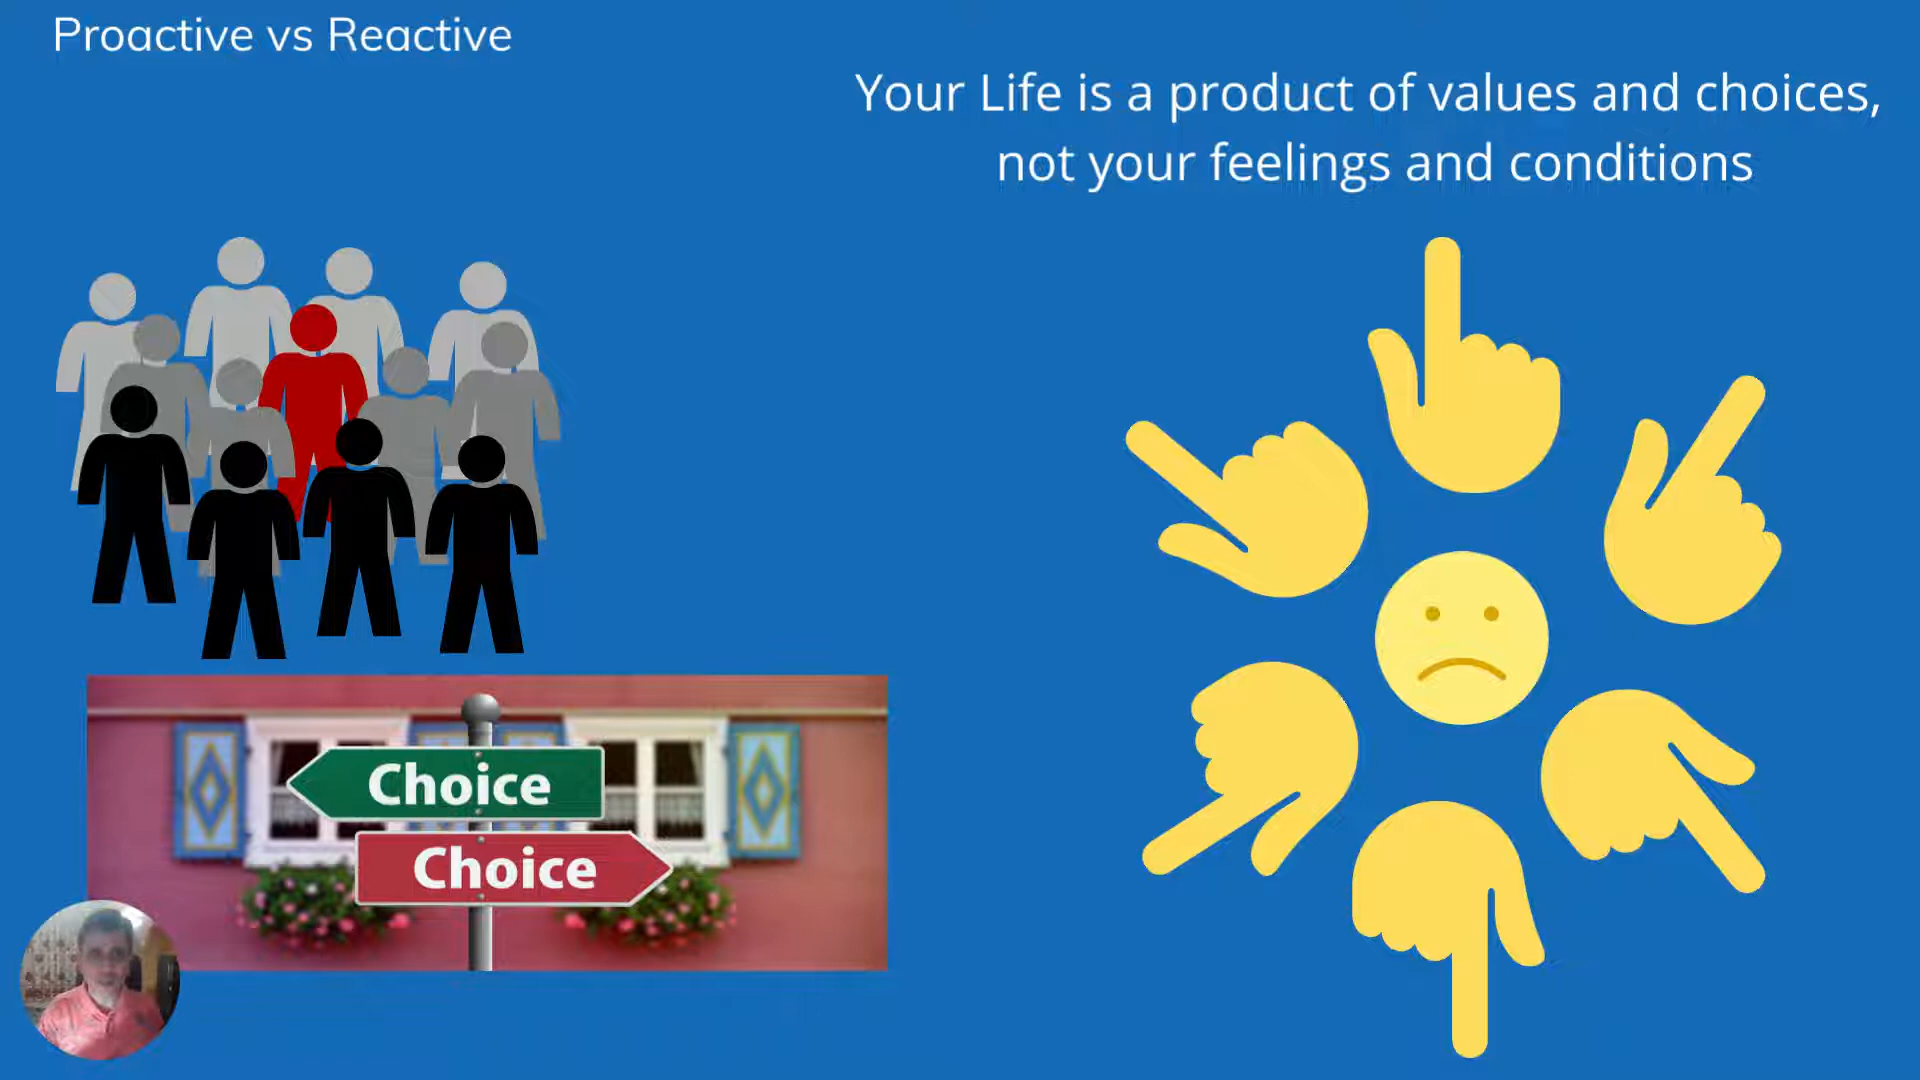 Proactive vs Reactive
Your Life is a product of values and choices,
not your feelings and conditions
Choice
Choice